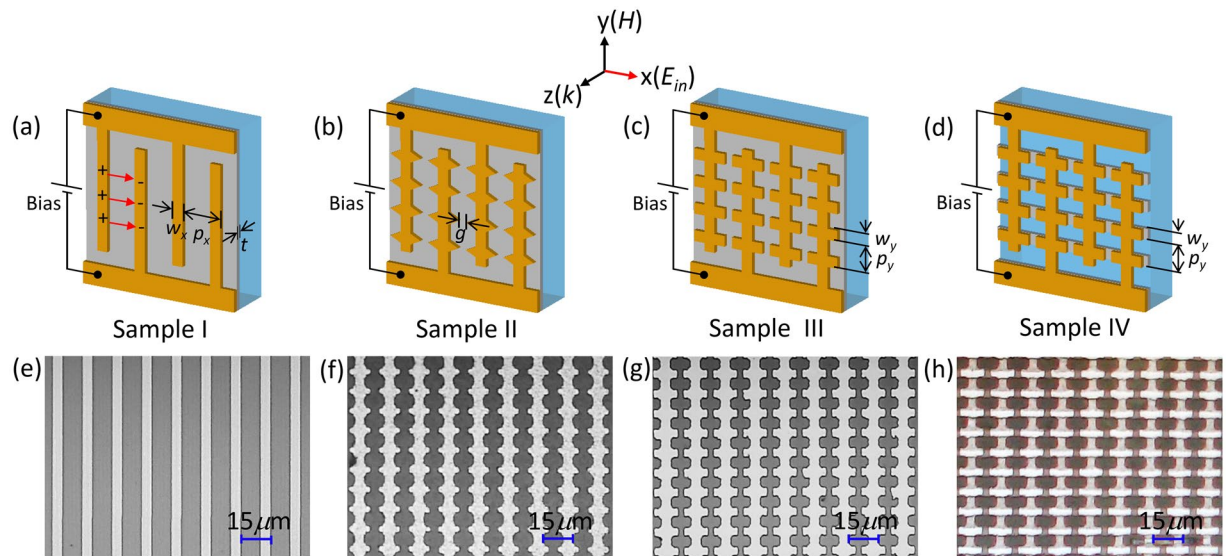 y(H)
x(E_in)
z(k)
(a)
(b)
(c)
(d)
Bias
Bias
Bias
Bias
+
-
+
-
+
-
w_x
p_x
t
g
w_y
p_y
w_y
p_y
Sample I
Sample II
Sample III
Sample IV
(e)
(f)
(g)
(h)
15μm
15μm
15μm
15μm